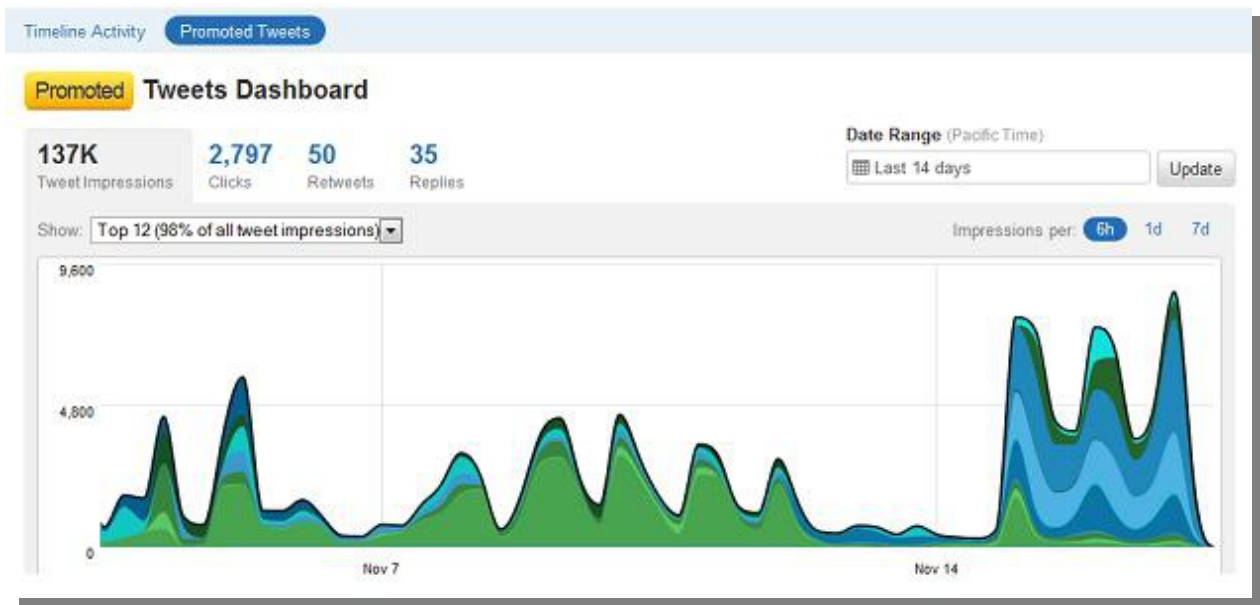 Timeline Activity Promoted Tweets
Promoted Tweets Dashboard
137K 2,797 50 35
Tweet Impressions Clicks Retweets Replies
Date Range (Pacific Time)
Last 14 days Update
Show: Top 12 (98% of all tweet impressions) Impressions per: 6h 1d 7d
9,600
4,800
0
Nov 7 Nov 14